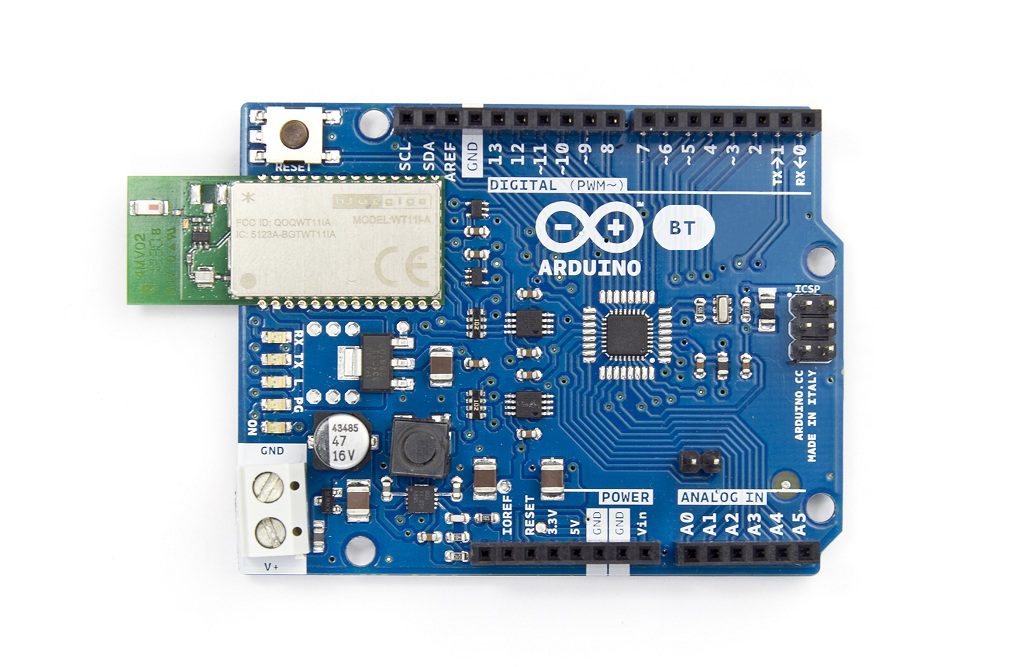 RESET
SCL
SDA
AREF
GND
13
12
~11
~10
~9
8
7
~6
~5
4
~3
2
TX→1
RX←0
DIGITAL (PWM~)
bluegiga
FCC ID: QOQWT11IA
MODEL:WT11I-A
IC: 5123A-BGTWT11IA
CE
™
BT
ARDUINO
ICSP
RX
TX
L
PG
ON
43485
47
16V
GND
V+
ARDUINO.CC
MADE IN ITALY
POWER
ANALOG IN
IOREF
RESET
3.3V
5V
GND
GND
Vin
A0
A1
A2
A3
A4
A5